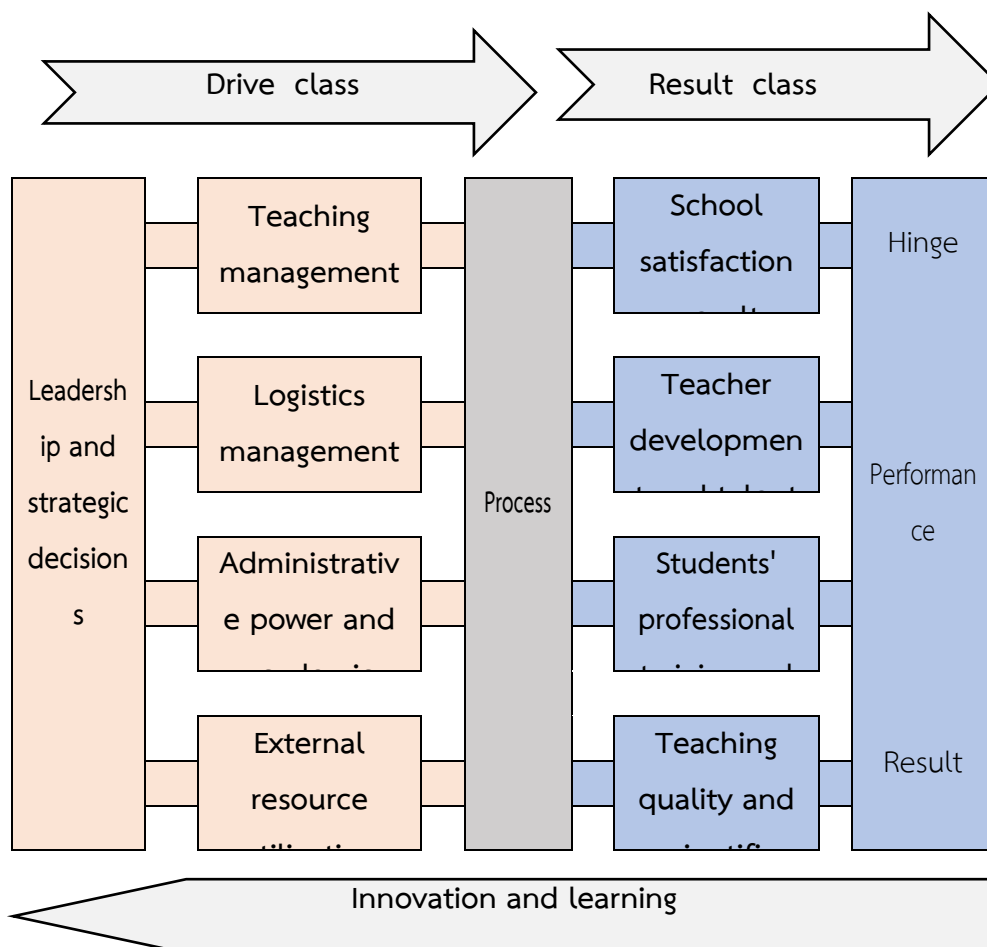 Drive class
Result class
Leadersh
ip and
strategic
decision
s
Teaching
management
Logistics
management
Administrativ
e power and
External
resource
Process
School
satisfaction
Teacher
developmen
Students'
professional
Teaching
quality and
Hinge
Performan
ce
Result
Innovation and learning